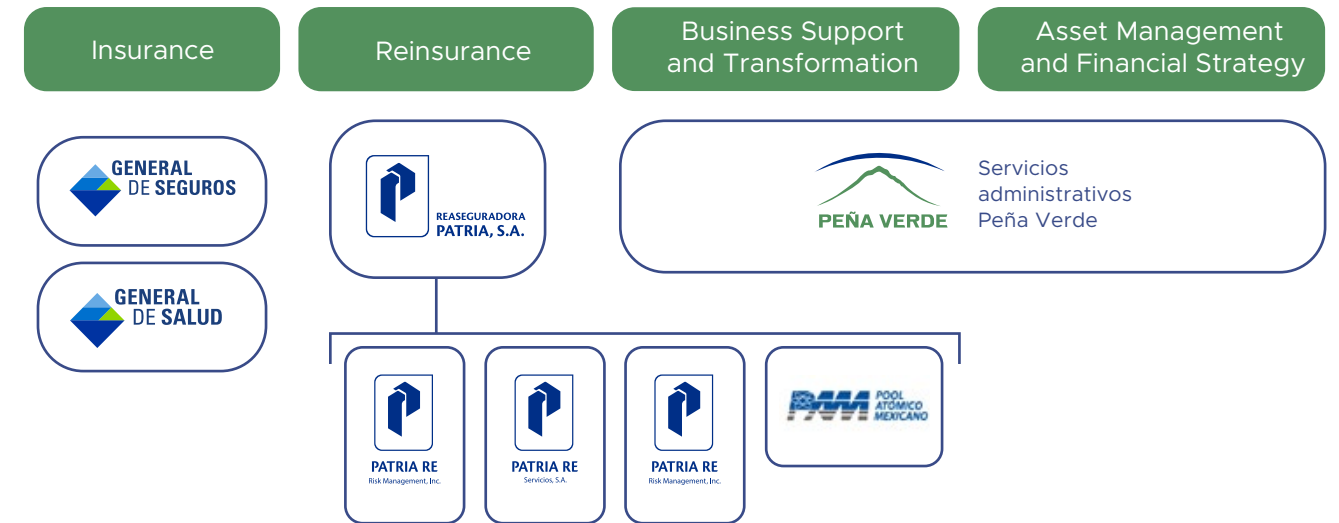 Insurance
Reinsurance
Business Support
and Transformation
Asset Management
and Financial Strategy
GENERAL
DE SEGUROS
GENERAL
DE SALUD
REASEGURADORA
PATRIA, S.A.
PEÑA VERDE
Servicios
administrativos
Peña Verde
PATRIA RE
Risk Management, Inc.
PATRIA RE
Servicios, S.A.
PATRIA RE
Risk Management, Inc.
PAM
POOL
ATÓMICO
MEXICANO